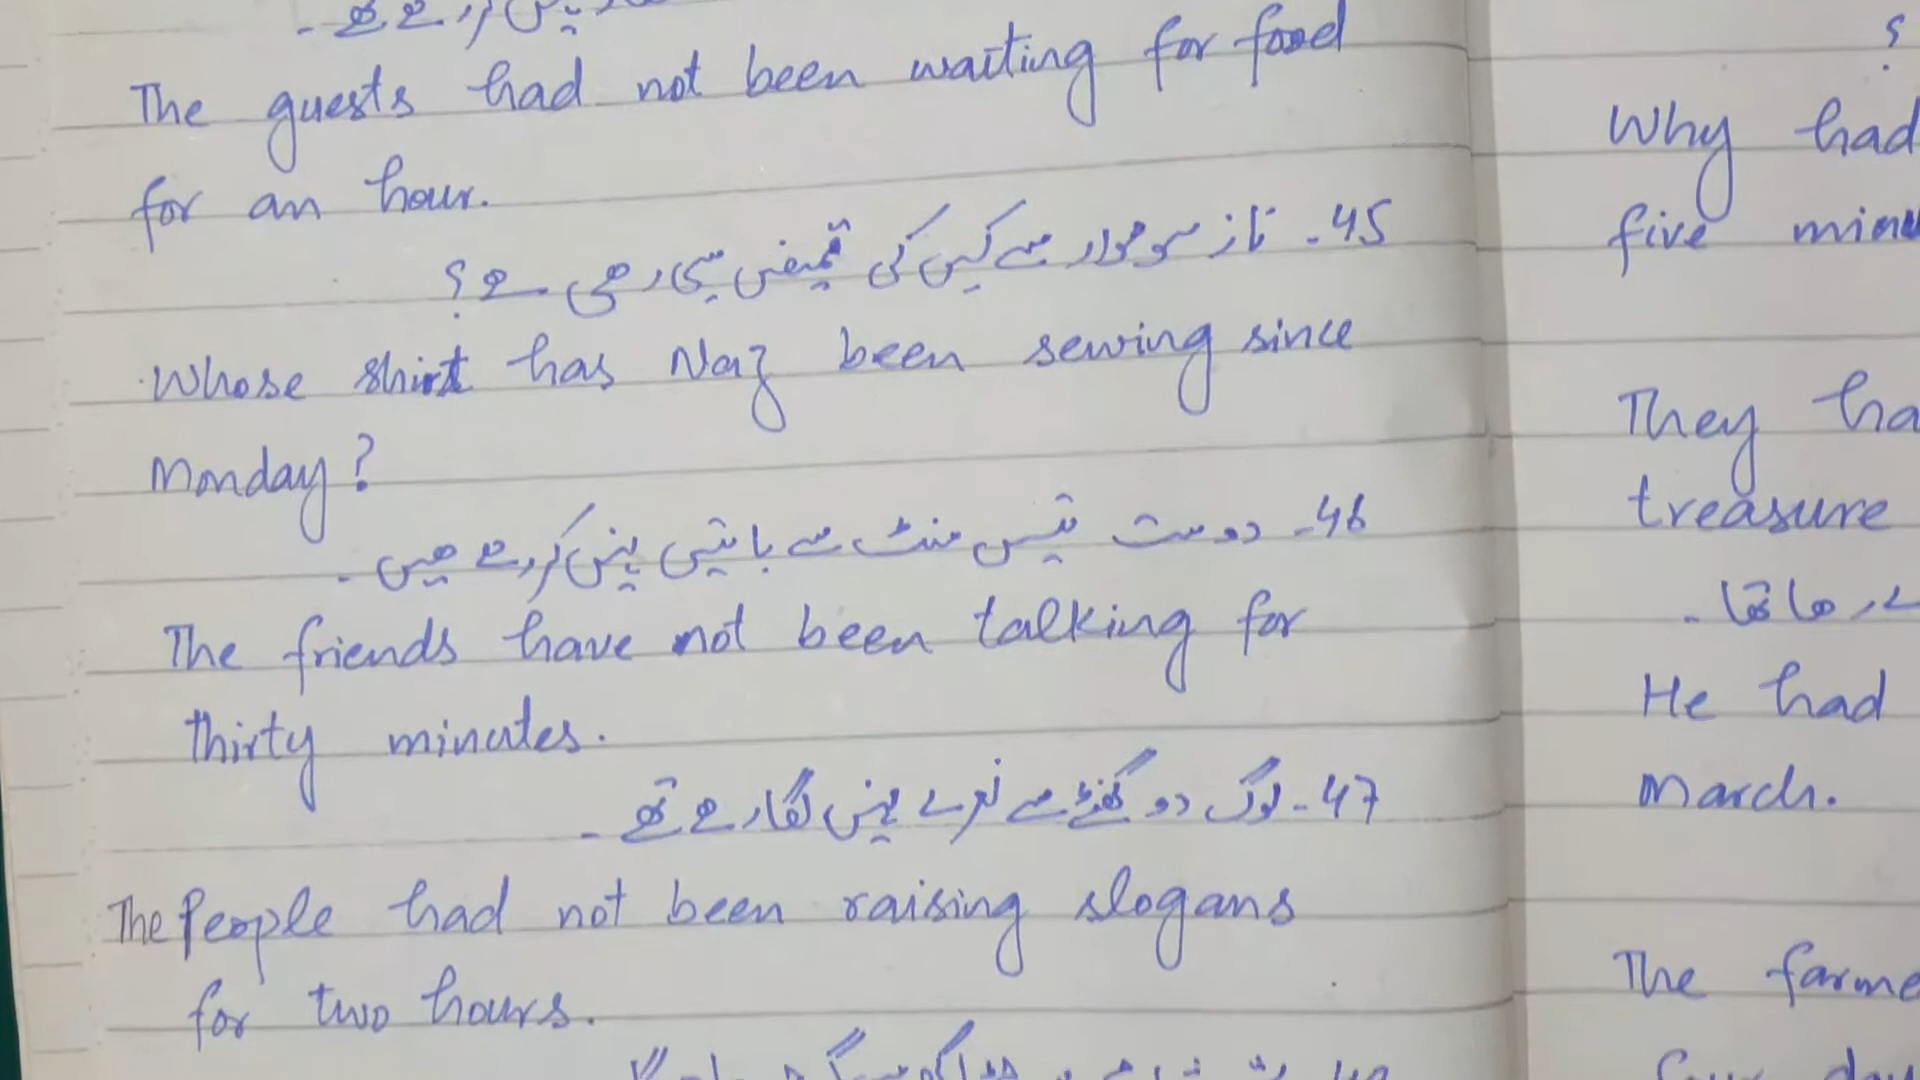 The guests had not been waiting for food
for an hour.
45۔ ناز سوموار سے کس کی قمیض سی رہی ہے؟
Whose shirt has Naz been sewing since
Monday?
46۔ دوست تیس منٹ سے باتیں نہیں کر رہے ہیں۔
The friends have not been talking for
thirty minutes.
47۔ لوگ دو گھنٹے سے نعرے نہیں لگا رہے تھے۔
The People had not been raising slogans
for two hours.
؟
Why had
five
They
treasure
رہا تھا۔
He had
March.
The